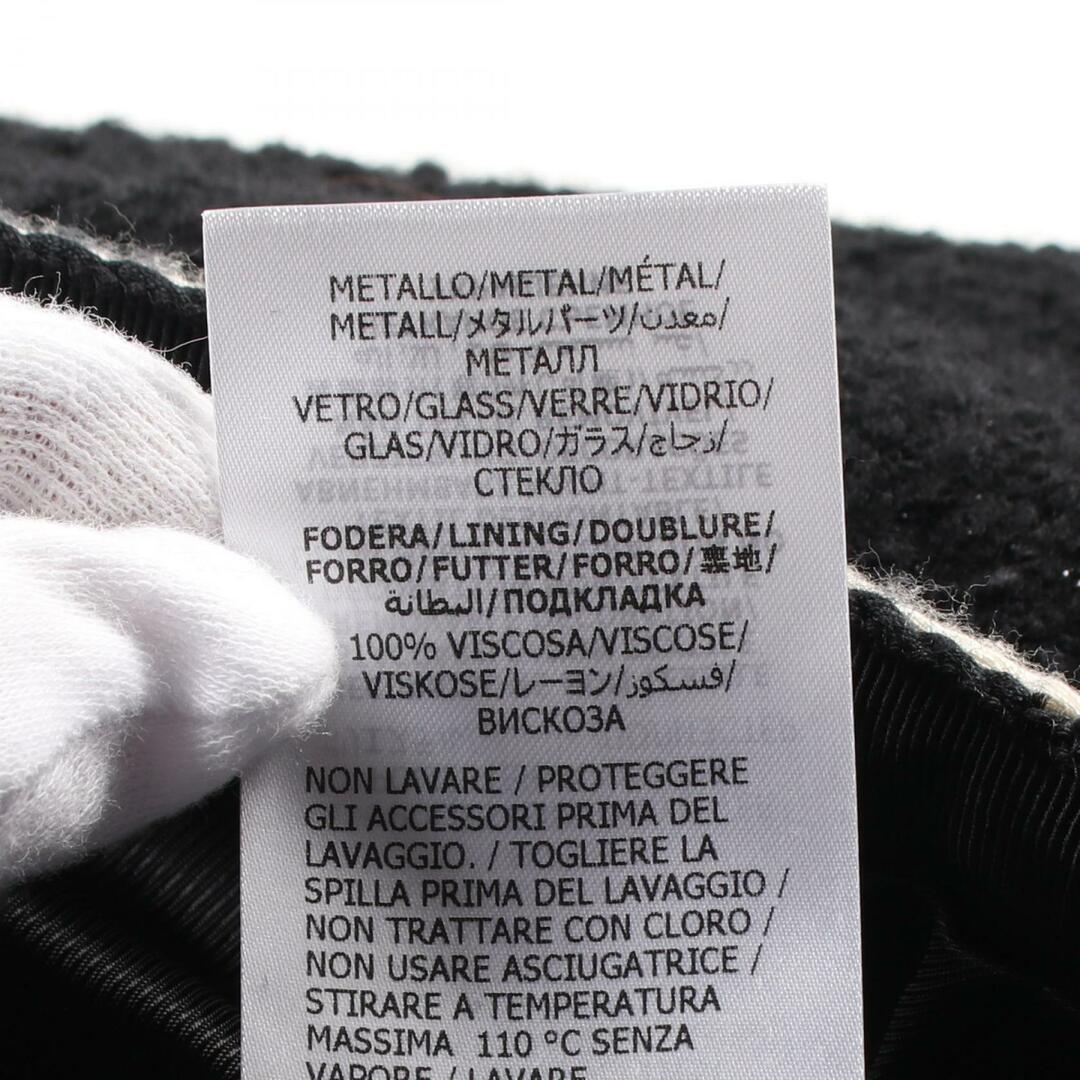 METALLO/METAL/MÉTAL/
METALL/メタルパーツ/معدن/
МЕТАЛЛ
VETRO/GLASS/VERRE/VIDRIO/
GLAS/VIDRO/ガラス/زجاج/
СТЕКЛО
FODERA/LINING/DOUBLURE/
FORRO/FUTTER/FORRO/裏地/
البطانة/ПОДКЛАДКА
100% VISCOSA/VISCOSE/
VISKOSE/レーヨン/فسكوز/
ВИСКОЗА
NON LAVARE / PROTEGGERE
GLI ACCESSORI PRIMA DEL
LAVAGGIO. / TOGLIERE LA
SPILLA PRIMA DEL LAVAGGIO /
NON TRATTARE CON CLORO /
NON USARE ASCIUGATRICE /
STIRARE A TEMPERATURA
MASSIMA 110 °C SENZA
VAPORE / LAVARE